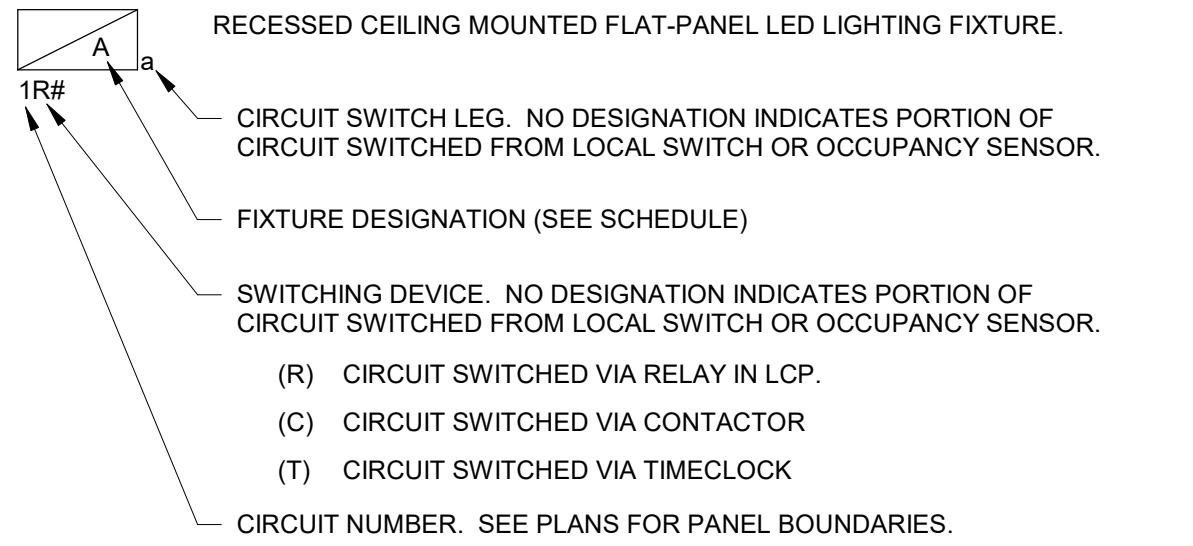 RECESSED CEILING MOUNTED FLAT-PANEL LED LIGHTING FIXTURE.
A
a
1R#
CIRCUIT SWITCH LEG. NO DESIGNATION INDICATES PORTION OF
CIRCUIT SWITCHED FROM LOCAL SWITCH OR OCCUPANCY SENSOR.
FIXTURE DESIGNATION (SEE SCHEDULE)
SWITCHING DEVICE. NO DESIGNATION INDICATES PORTION OF
CIRCUIT SWITCHED FROM LOCAL SWITCH OR OCCUPANCY SENSOR.
(R) CIRCUIT SWITCHED VIA RELAY IN LCP.
(C) CIRCUIT SWITCHED VIA CONTACTOR
(T) CIRCUIT SWITCHED VIA TIMECLOCK
CIRCUIT NUMBER. SEE PLANS FOR PANEL BOUNDARIES.